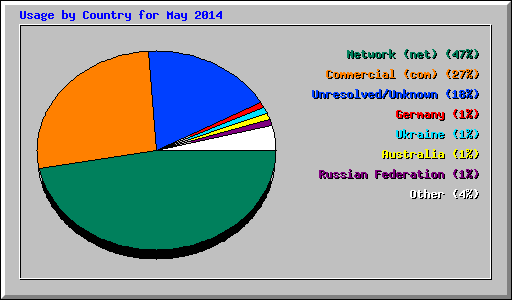 Usage by Country for May 2014
Network (net) (47%)
Commercial (com) (27%)
Unresolved/Unknown (18%)
Germany (1%)
Ukraine (1%)
Australia (1%)
Russian Federation (1%)
Other (4%)